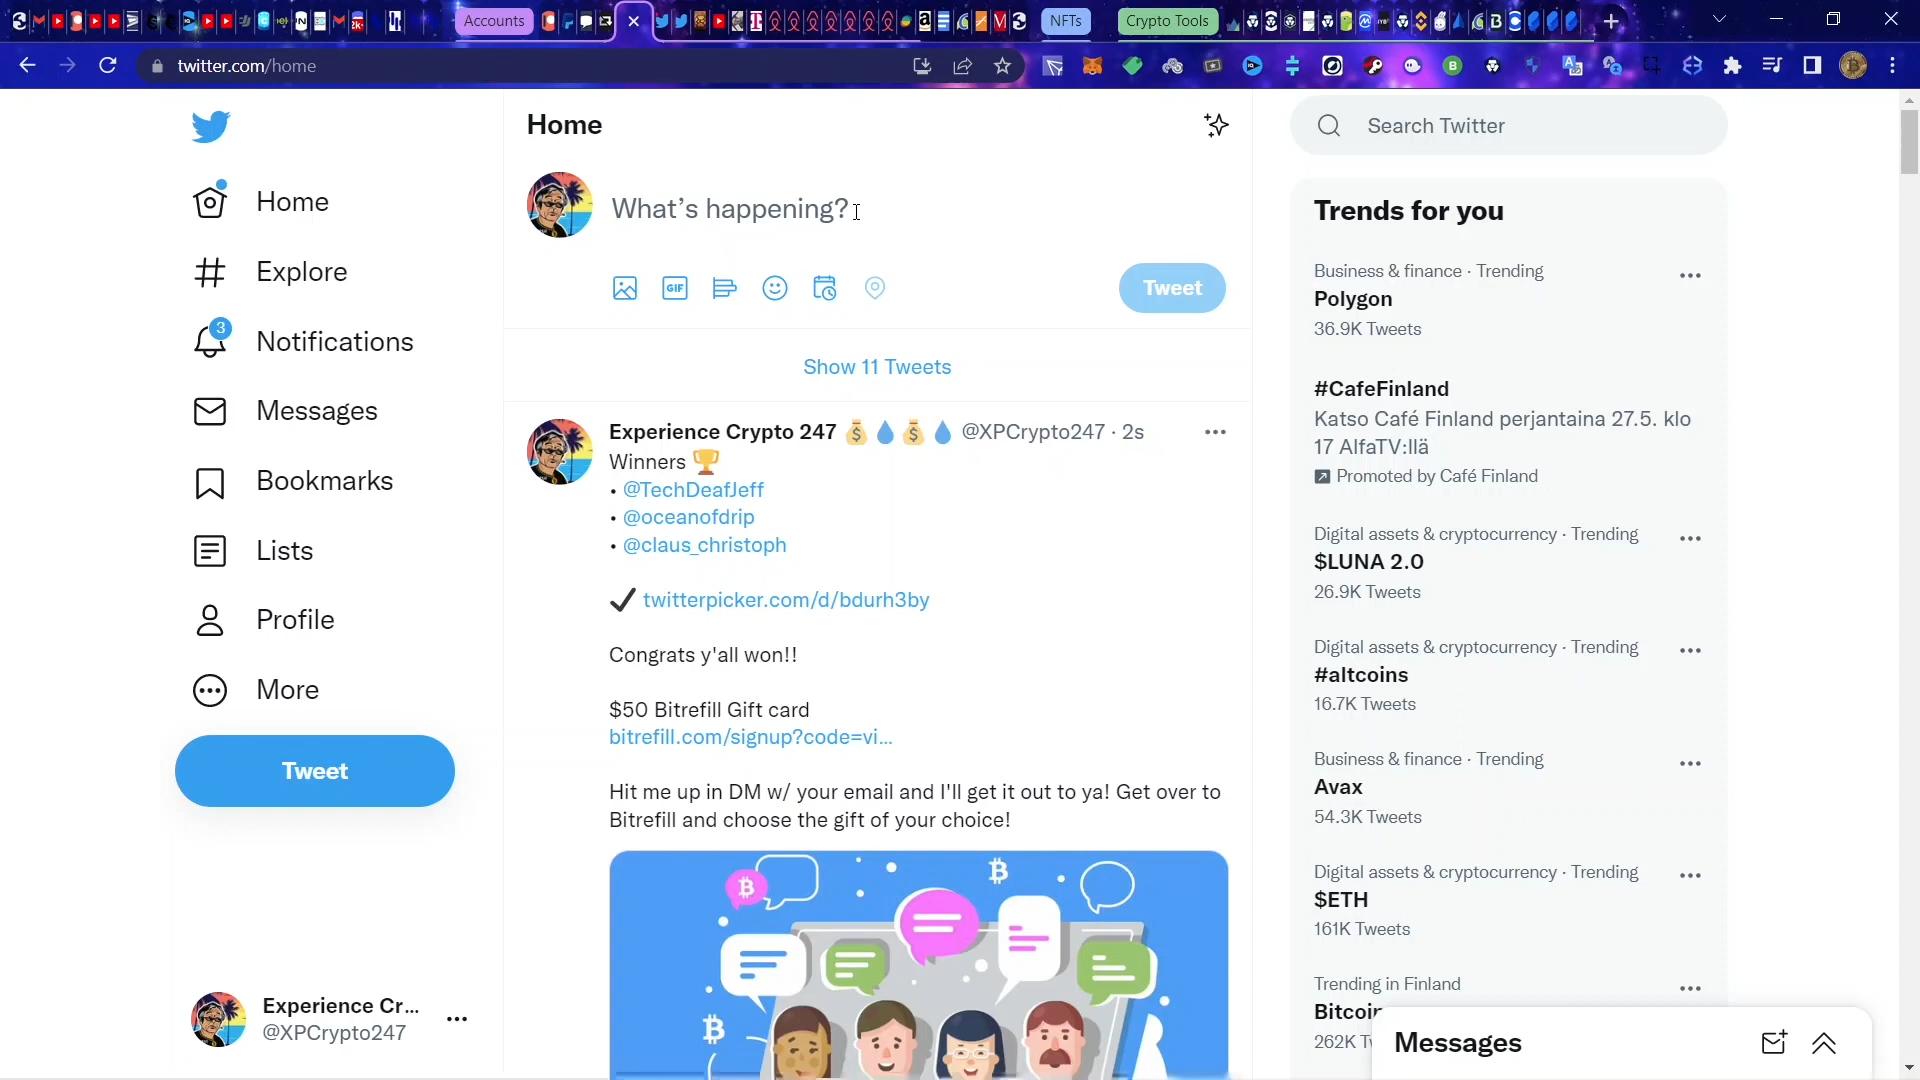 Accounts
NFTs
Crypto Tools
twitter.com/home
Home
Explore
3
Notifications
Messages
Bookmarks
Lists
Profile
More
Tweet
Experience Cr...
@XPCrypto247
Home
What's happening?
GIF
Tweet
Show 11 Tweets
Experience Crypto 247 💰💧💰💧 @XPCrypto247 · 2s
Winners 🏆
• @TechDeafJeff
• @oceanofdrip
• @claus_christoph
✔ twitterpicker.com/d/bdurh3by
Congrats y'all won!!
$50 Bitrefill Gift card
bitrefill.com/signup?code=vi...
Hit me up in DM w/ your email and I'll get it out to ya! Get over to
Bitrefill and choose the gift of your choice!
Search Twitter
Trends for you
Business & finance · Trending
Polygon
36.9K Tweets
#CafeFinland
Katso Café Finland perjantaina 27.5. klo
17 AlfaTV:llä
Promoted by Café Finland
Digital assets & cryptocurrency · Trending
$LUNA 2.0
26.9K Tweets
Digital assets & cryptocurrency · Trending
#altcoins
16.7K Tweets
Business & finance · Trending
Avax
54.3K Tweets
Digital assets & cryptocurrency · Trending
$ETH
161K Tweets
Trending in Finland
262K
Messages